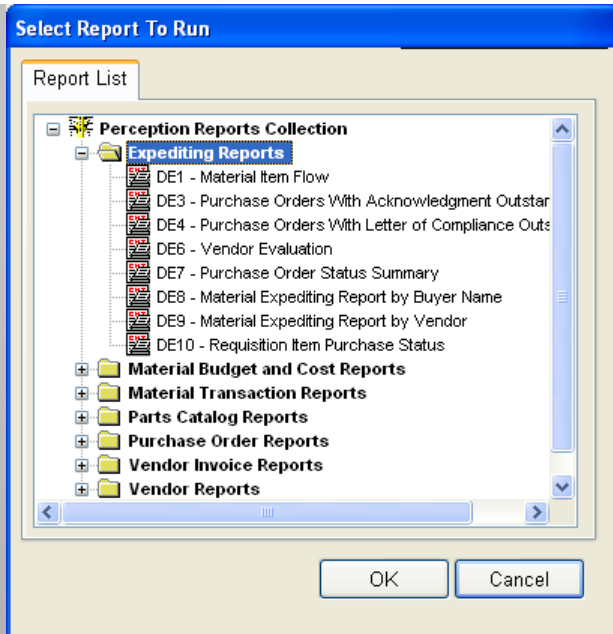 Select Report To Run
Report List
Perception Reports Collection
Expediting Reports
DE1 - Material Item Flow
DE3 - Purchase Orders With Acknowledgment Outstar
DE4 - Purchase Orders With Letter of Compliance Outs
DE6 - Vendor Evaluation
DE7 - Purchase Order Status Summary
DE8 - Material Expediting Report by Buyer Name
DE9 - Material Expediting Report by Vendor
DE10 - Requisition Item Purchase Status
Material Budget and Cost Reports
Material Transaction Reports
Parts Catalog Reports
Purchase Order Reports
Vendor Invoice Reports
Vendor Reports
OK
Cancel